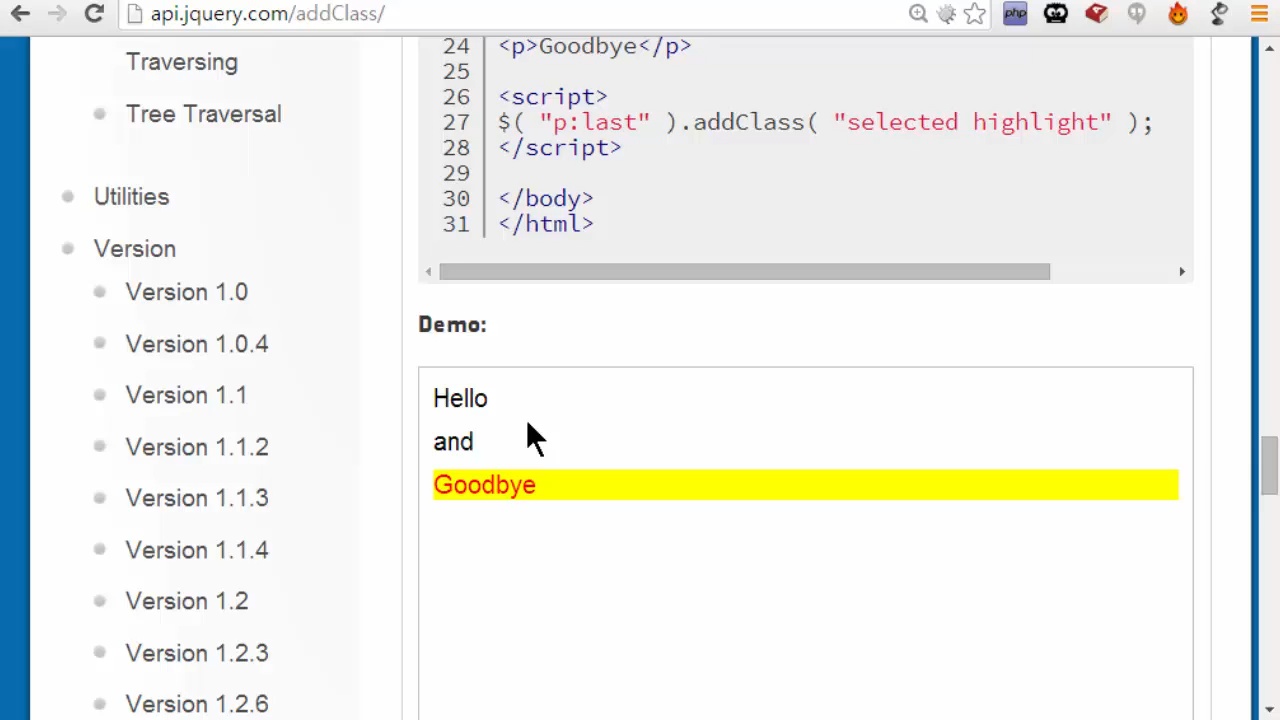 api.jquery.com/addClass/
php
Traversing
Tree Traversal
Utilities
Version
Version 1.0
Version 1.0.4
Version 1.1
Version 1.1.2
Version 1.1.3
Version 1.1.4
Version 1.2
Version 1.2.3
Version 1.2.6
24 <p>Goodbye</p>
25
26 <script>
27 $( "p:last" ).addClass( "selected highlight" );
28 </script>
29
30 </body>
31 </html>
Demo:
Hello
and
Goodbye